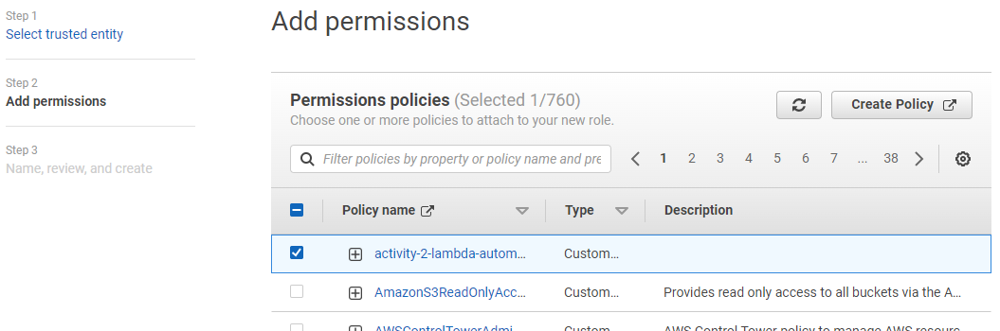 Step 1
Select trusted entity
Step 2
Add permissions
Step 3
Name, review, and create
Add permissions
Permissions policies (Selected 1/760)
Choose one or more policies to attach to your new role.
Create Policy
Filter policies by property or policy name and pre
1 2 3 4 5 6 7 ... 38
Policy name Type Description
activity-2-lambda-autom... Custom...
AmazonS3ReadOnlyAcc... Custom... Provides read only access to all buckets via the A...
AWSControlTowerAdmi... Custom... AWS Control Tower policy to manage AWS resourc...